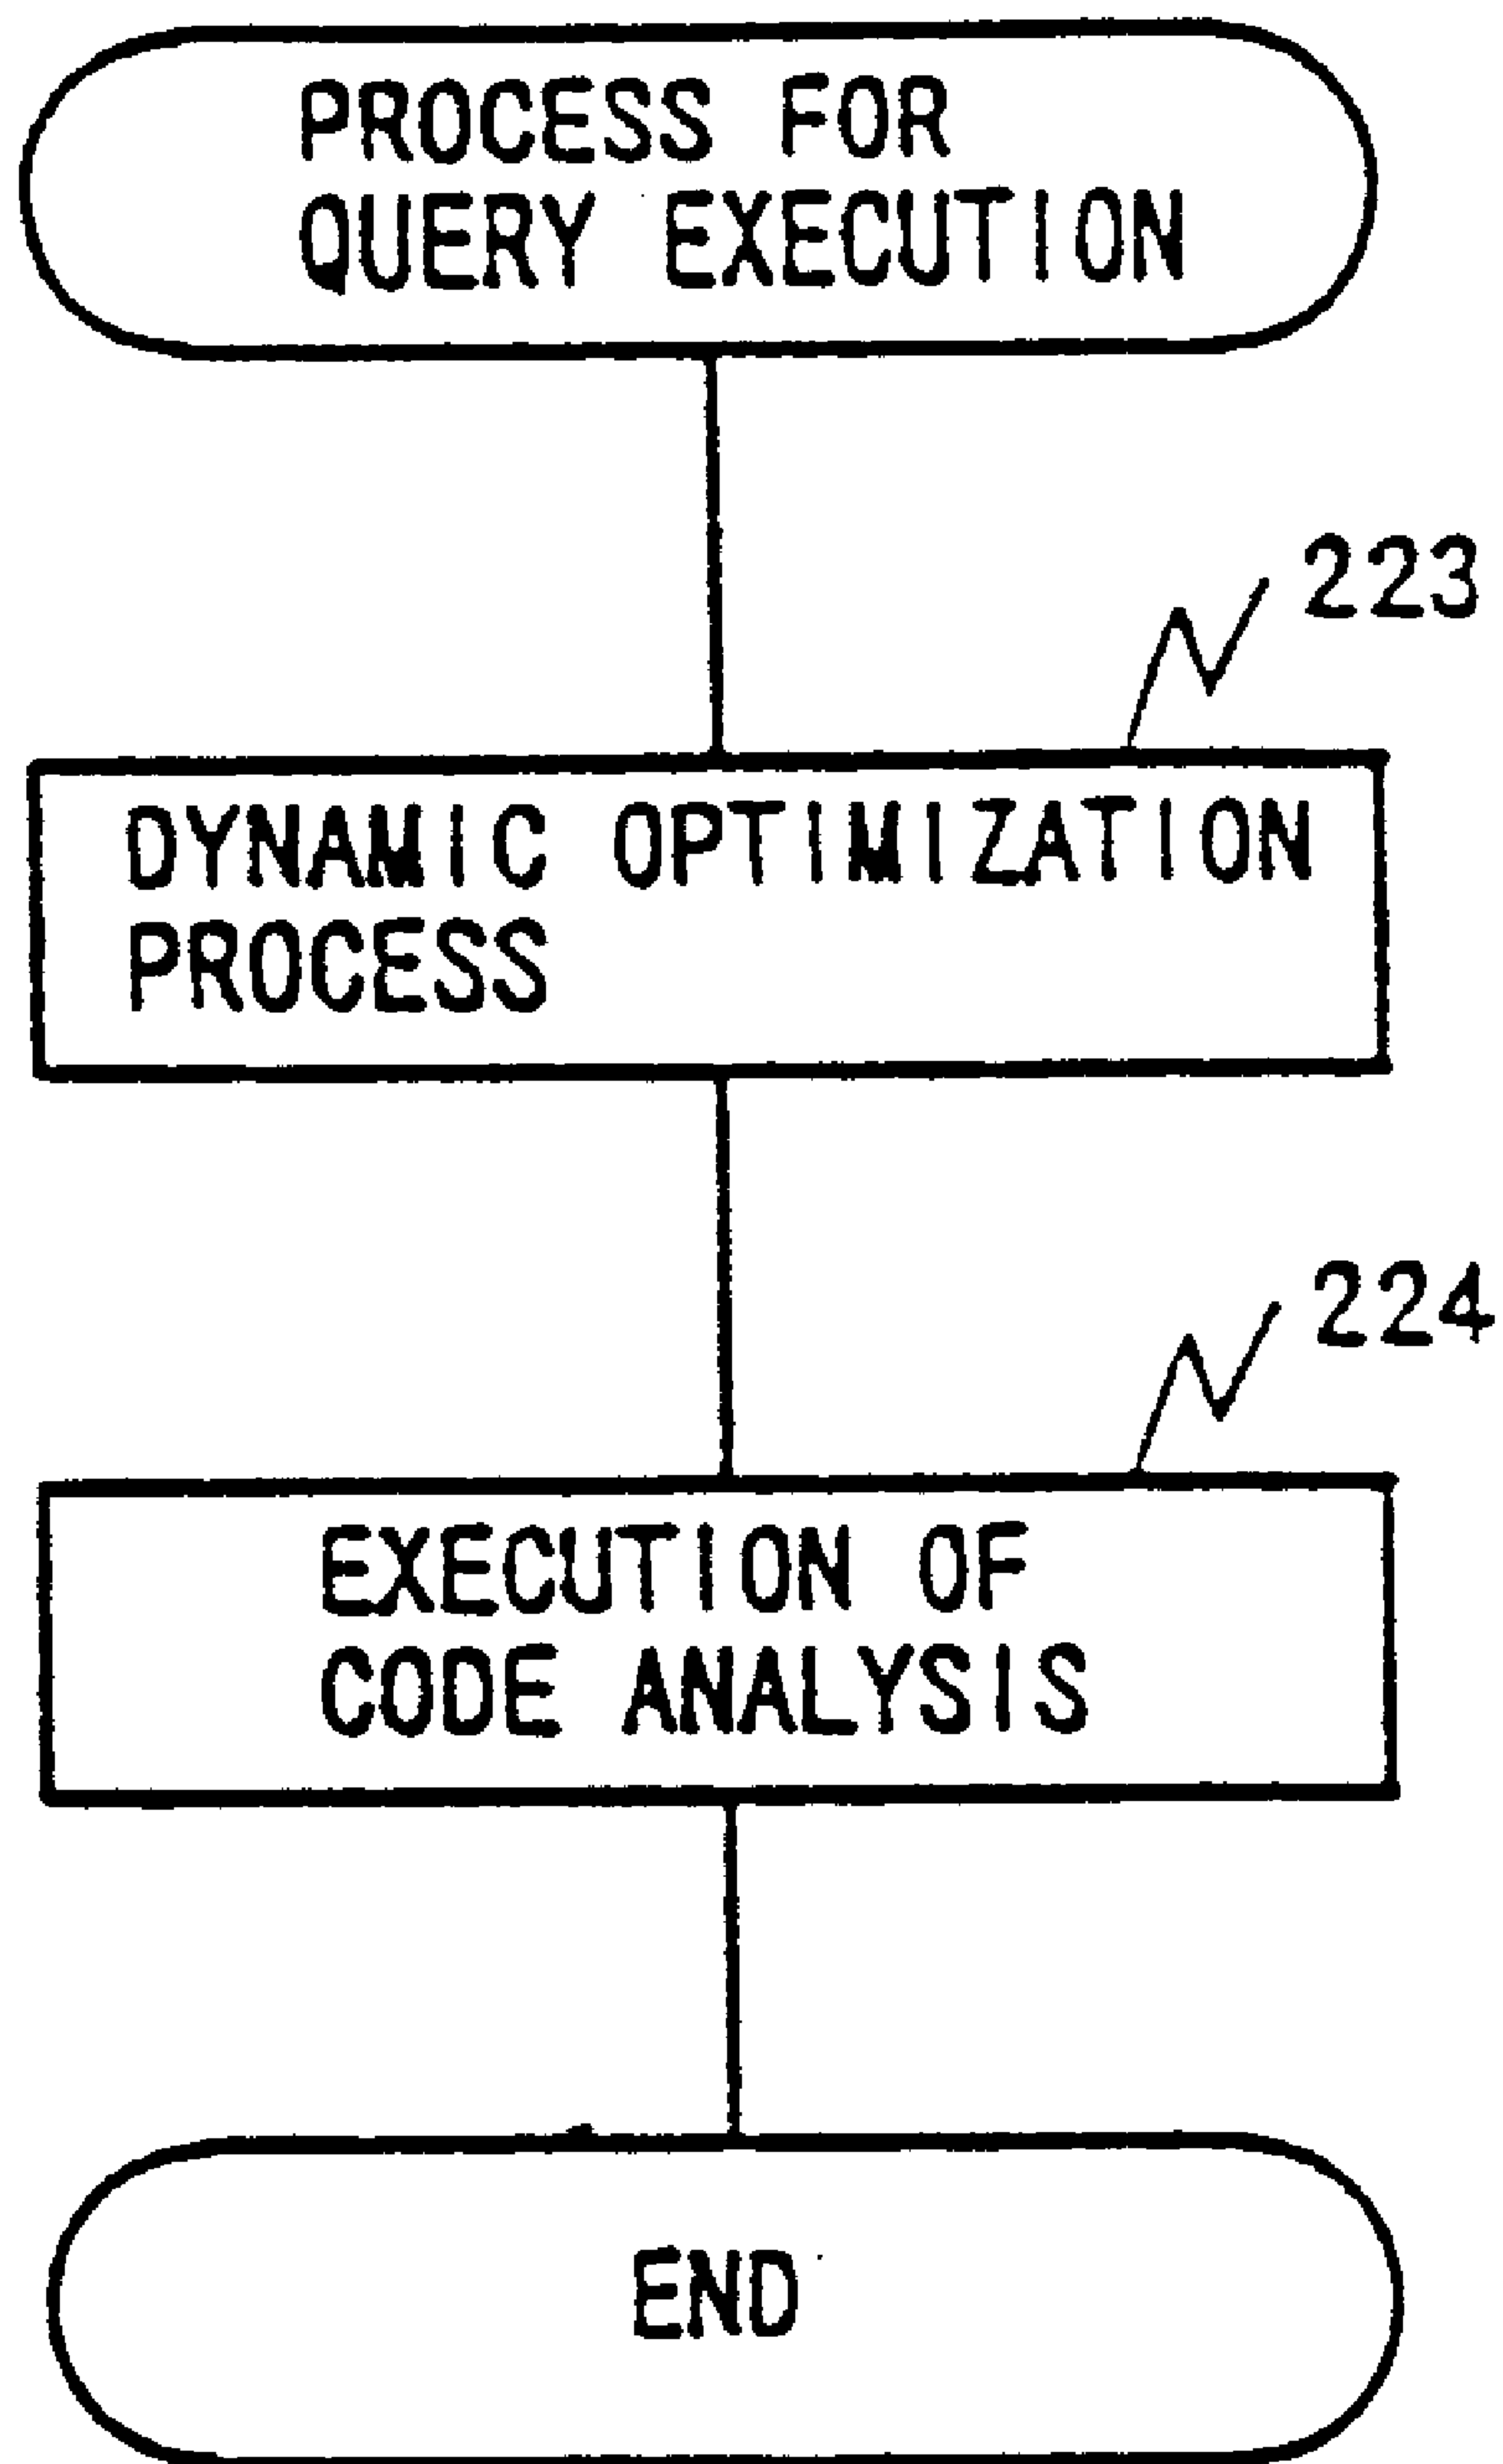 PROCESS FOR
QUERY EXECUTION
223
DYNAMIC OPTIMIZATION
PROCESS
224
EXECUTION OF
CODE ANALYSIS
END